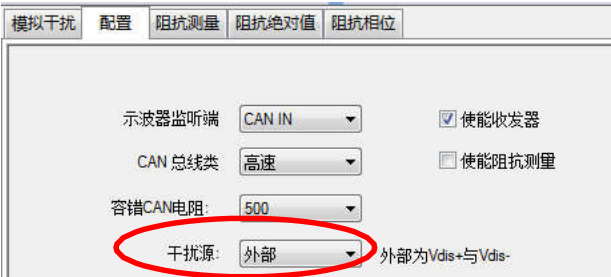 模拟干扰 配置 阻抗测量 阻抗绝对值 阻抗相位
示波器监听端 CAN IN 使能收发器
CAN 总线类 高速 使能阻抗测量
容错CAN电阻: 500
干扰源: 外部 外部为Vdis+与Vdis-